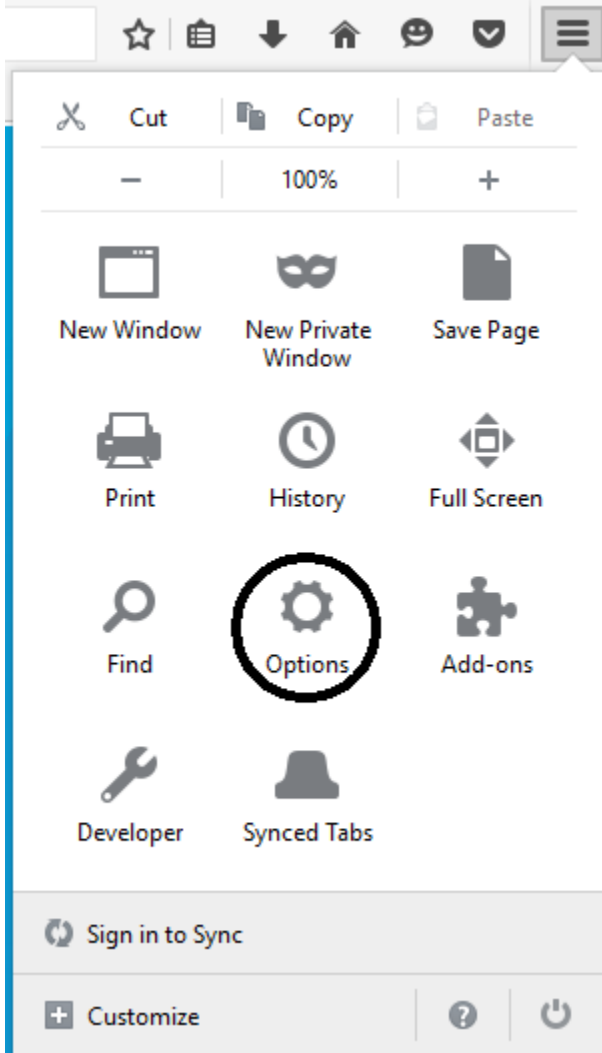 Cut Copy Paste
− 100% +
New Window New Private Save Page
Window
Print History Full Screen
Find Options Add-ons
Developer Synced Tabs
Sign in to Sync
Customize ?